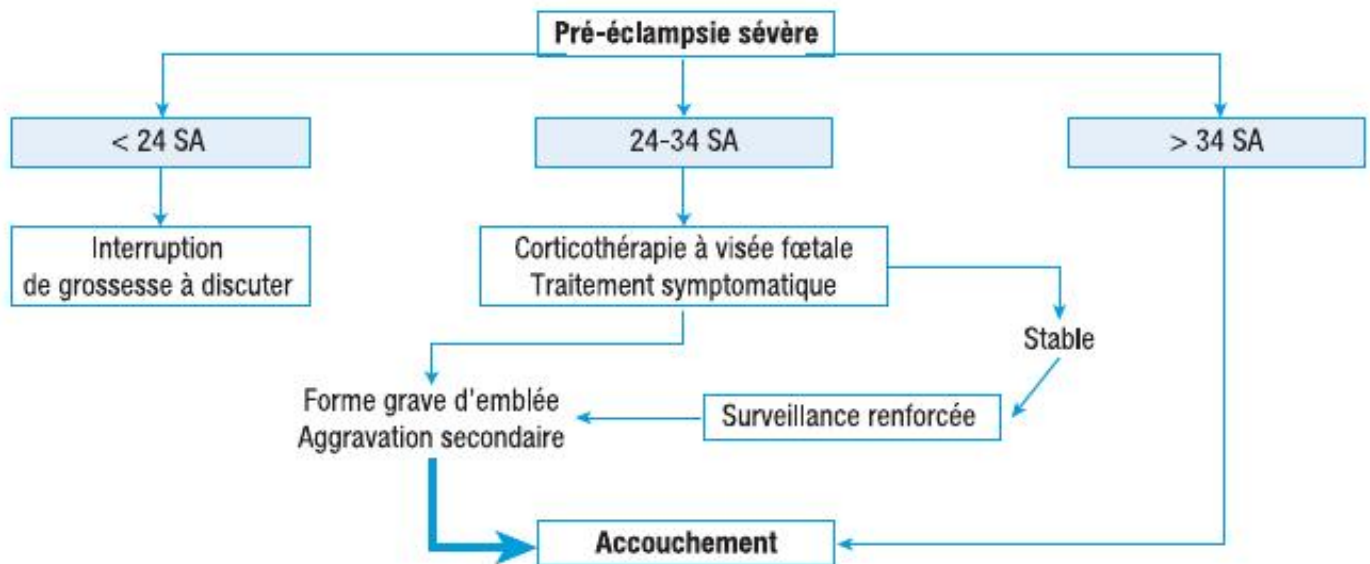 Pré-éclampsie sévère
< 24 SA
24-34 SA
> 34 SA
Interruption
de grossesse à discuter
Corticothérapie à visée fœtale
Traitement symptomatique
Stable
Forme grave d'emblée
Aggravation secondaire
Surveillance renforcée
Accouchement